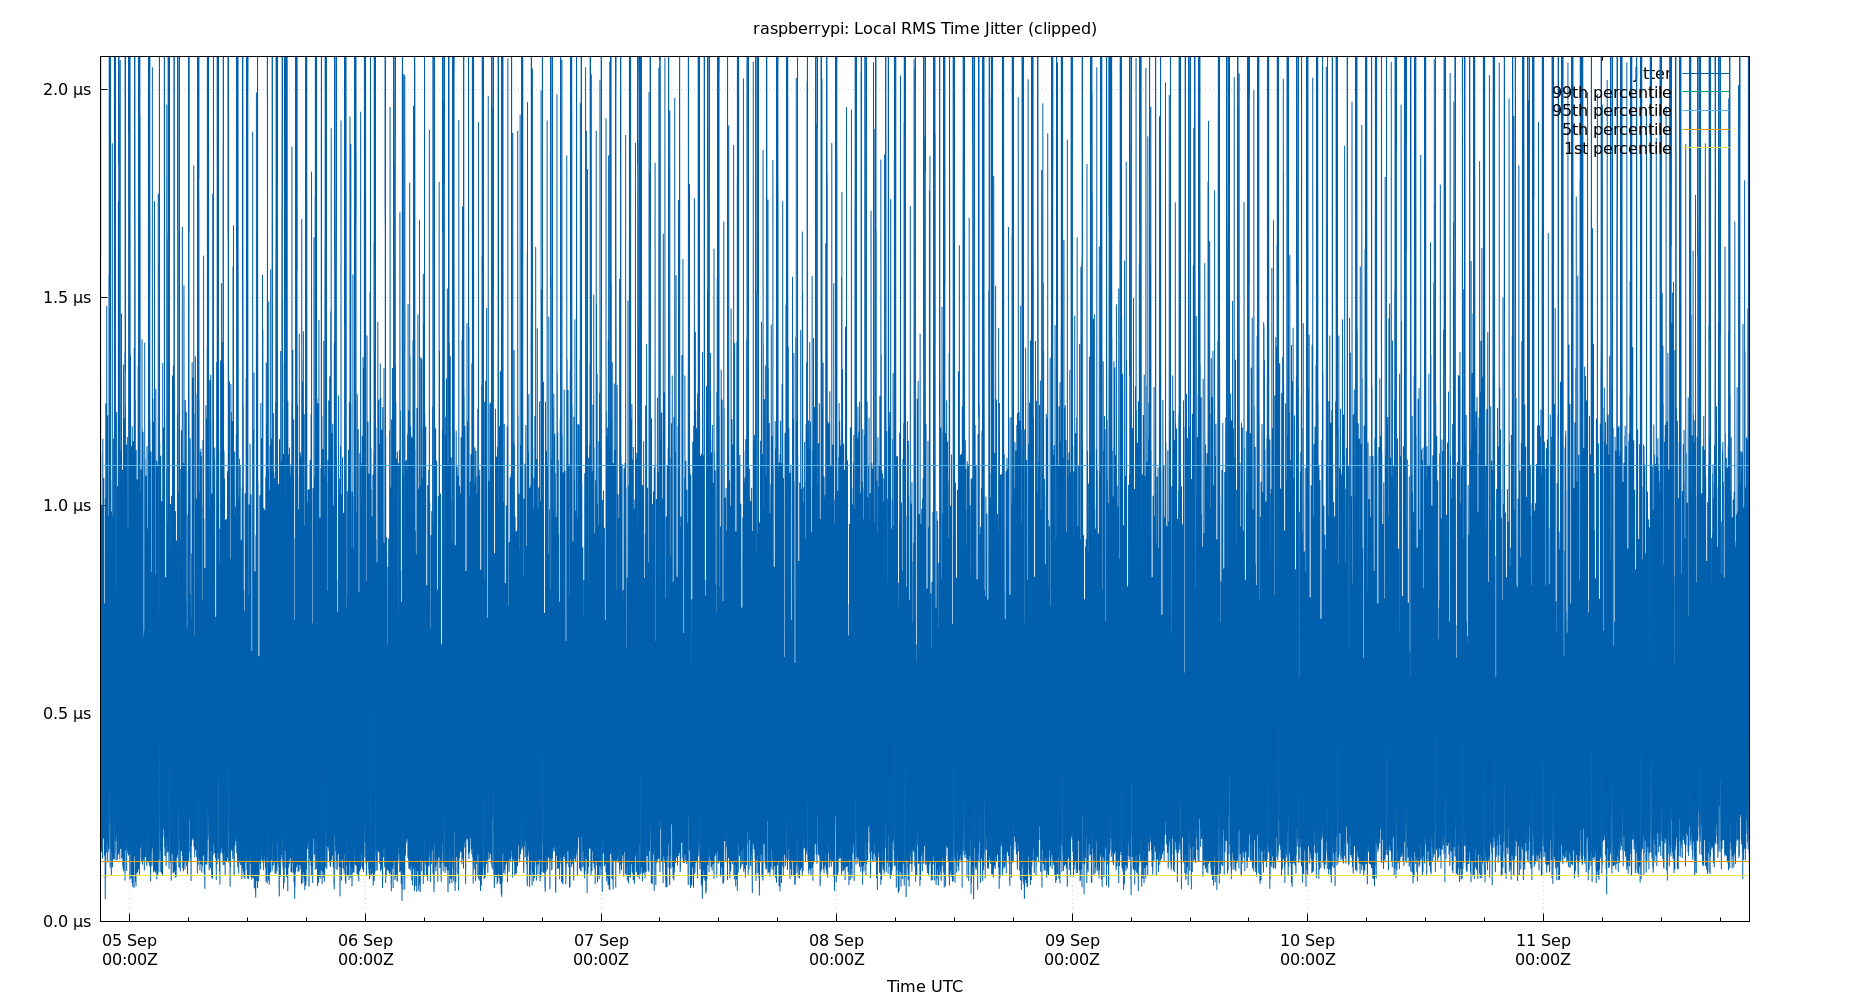 raspberrypi: Local RMS Time Jitter (clipped)
jitter
99th percentile
95th percentile
5th percentile
1st percentile
2.0 µs
1.5 µs
1.0 µs
0.5 µs
0.0 µs
05 Sep 06 Sep 07 Sep 08 Sep 09 Sep 10 Sep 11 Sep
00:00Z 00:00Z 00:00Z 00:00Z 00:00Z 00:00Z 00:00Z
Time UTC